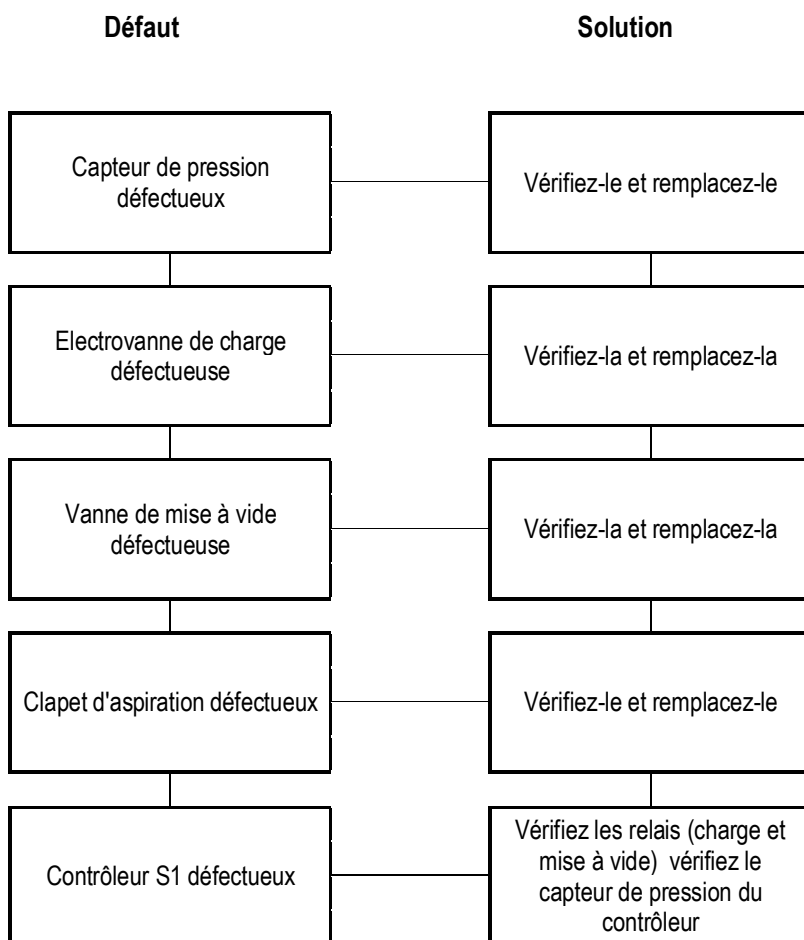 Défaut
Solution
Capteur de pression
défectueux
Vérifiez-le et remplacez-le
Electrovanne de charge
défectueuse
Vérifiez-la et remplacez-la
Vanne de mise à vide
défectueuse
Vérifiez-la et remplacez-la
Clapet d'aspiration défectueux
Vérifiez-le et remplacez-le
Contrôleur S1 défectueux
Vérifiez les relais (charge et
mise à vide) vérifiez le
capteur de pression du
contrôleur